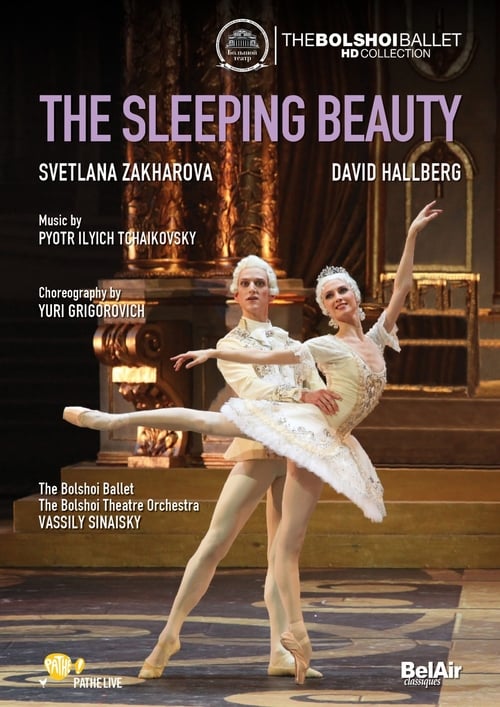 Большой
театр
THE BOLSHOI BALLET
HD COLLECTION
THE SLEEPING BEAUTY
SVETLANA ZAKHAROVA
DAVID HALLBERG
Music by
PYOTR ILYICH TCHAIKOVSKY
Choreography by
YURI GRIGOROVICH
The Bolshoi Ballet
The Bolshoi Theatre Orchestra
VASSILY SINAISKY
PATHE!
PATHE LIVE
BelAir
classiques